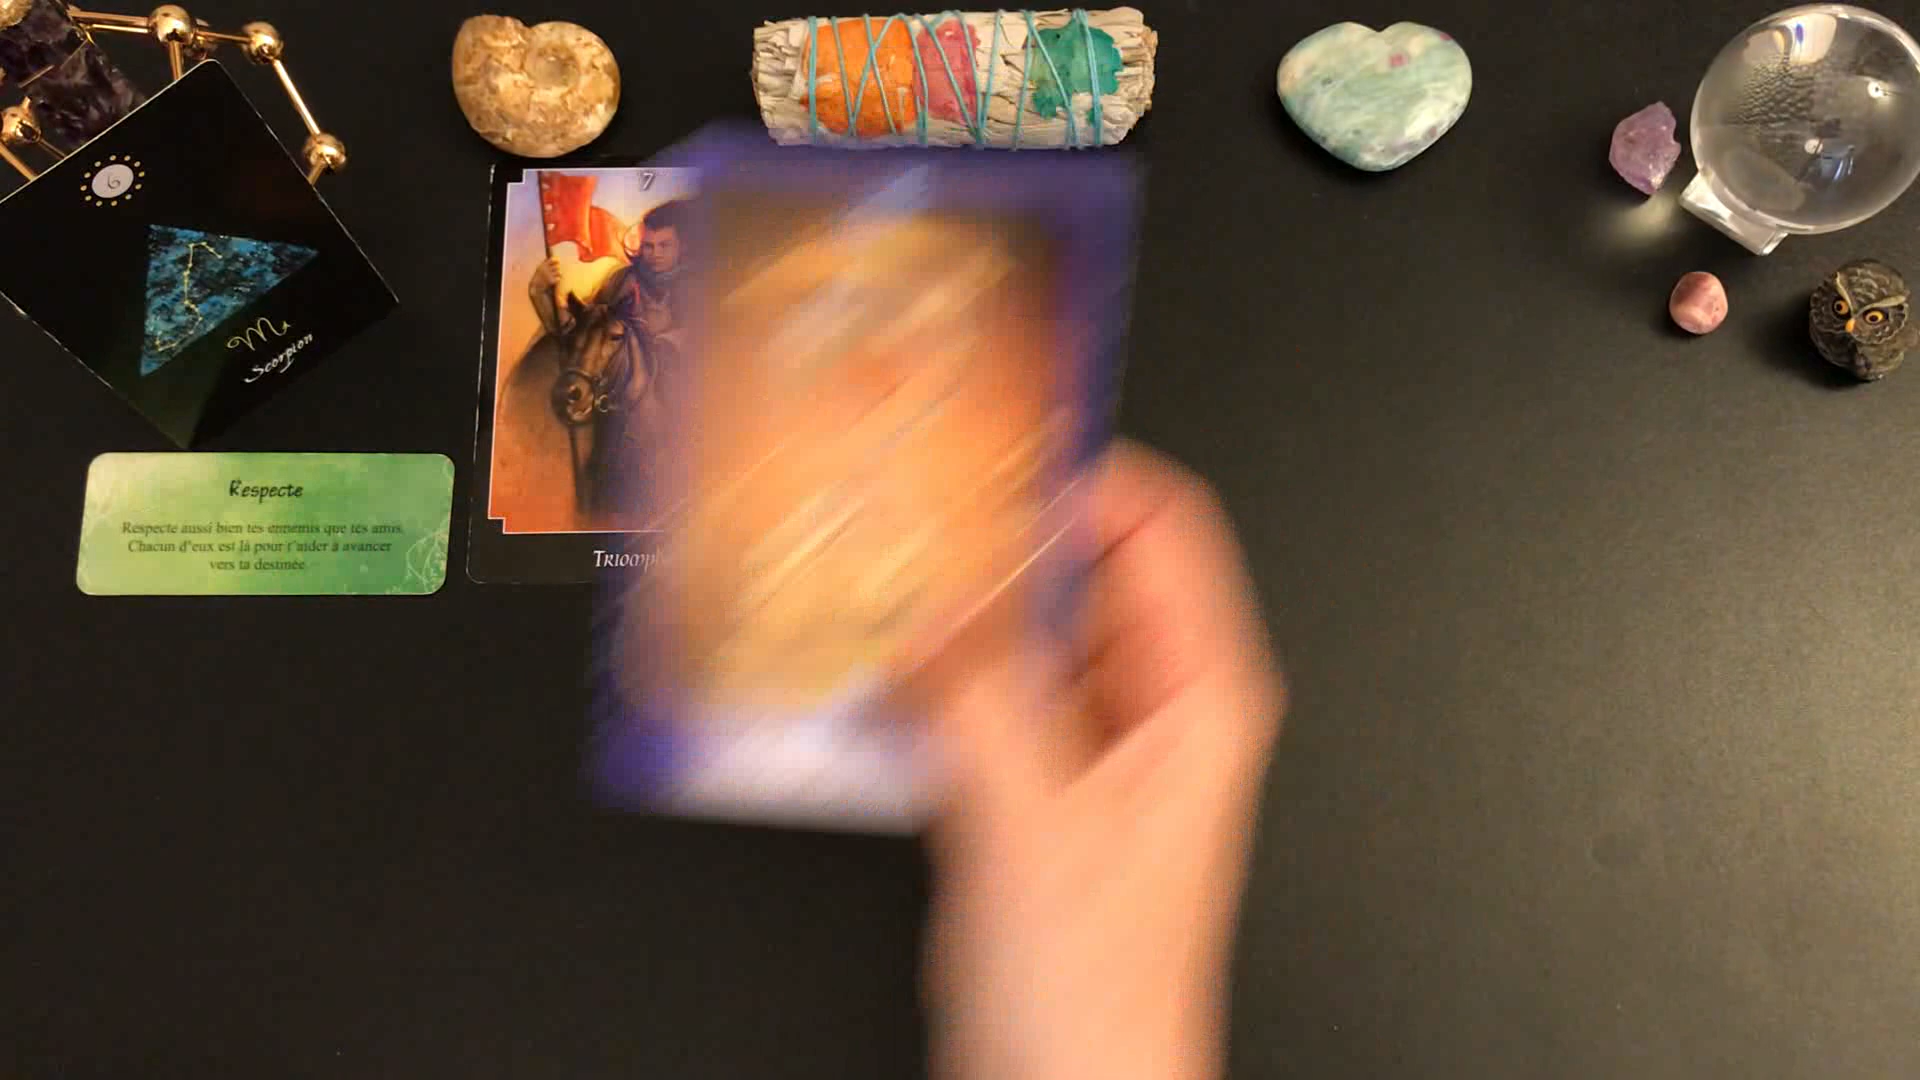 6
Scorpion
7
Respecte
Respecte aussi bien tes ennemis que tes amis.
Chacun d'eux est là pour t'aider à avancer
vers ta destinée